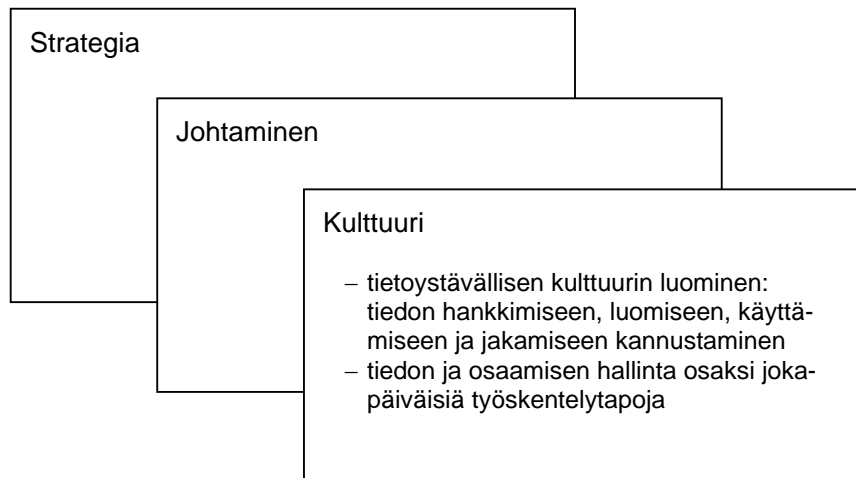 Strategia
Johtaminen
Kulttuuri
– tietoystävällisen kulttuurin luominen:
tiedon hankkimiseen, luomiseen, käyttä-
miseen ja jakamiseen kannustaminen
– tiedon ja osaamisen hallinta osaksi joka-
päiväisiä työskentelytapoja